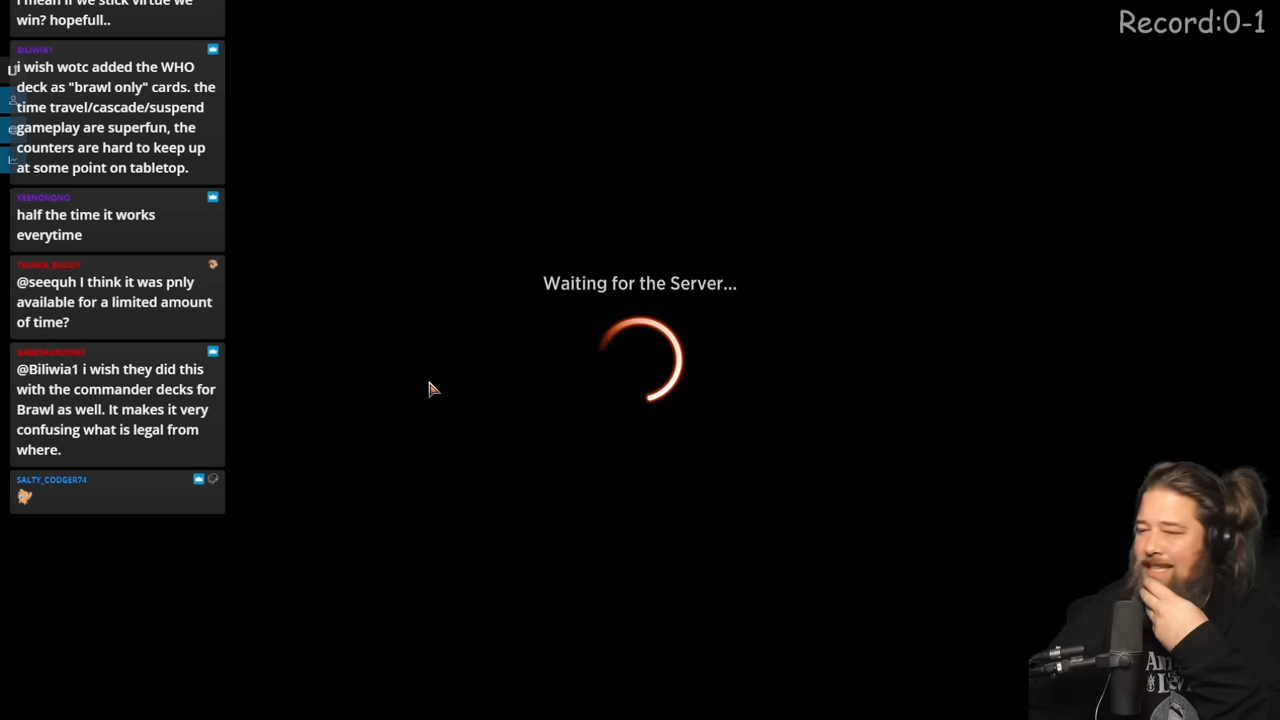 i mean if we stick virtue we
win? hopefull..
BILIWIA1
i wish wotc added the WHO
deck as "brawl only" cards. the
time travel/cascade/suspend
gameplay are superfun, the
counters are hard to keep up
at some point on tabletop.
KEENONONO
half the time it works
everytime
@seequh I think it was pnly
available for a limited amount
of time?
@Biliwia1 i wish they did this
with the commander decks for
Brawl as well. It makes it very
confusing what is legal from
where.
SALTY_CODGER74
Waiting for the Server...
Record:0-1